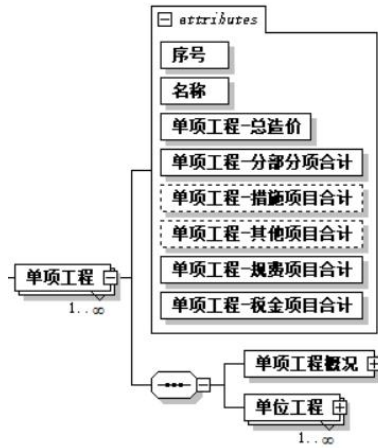 attributes
序号
名称
单项工程-总造价
单项工程-分部分项合计
单项工程-措施项目合计
单项工程-其他项目合计
单项工程-规费项目合计
单项工程-税金项目合计
单项工程
1..∞
单项工程概况
单位工程
1..∞